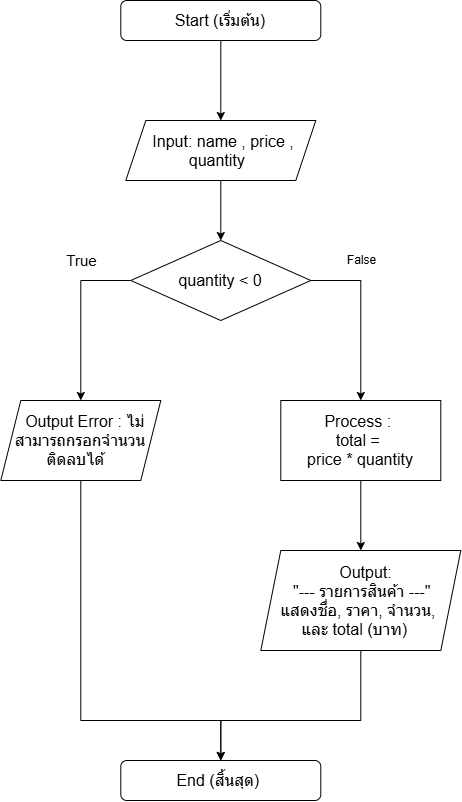 Start (เริ่มต้น)
Input: name , price ,
quantity
quantity < 0
True
False
Output Error : ไม่
สามารถกรอกจำนวน
ติดลบได้
Process :
total =
price * quantity
Output:
"--- รายการสินค้า ---"
แสดงชื่อ, ราคา, จำนวน,
และ total (บาท)
End (สิ้นสุด)